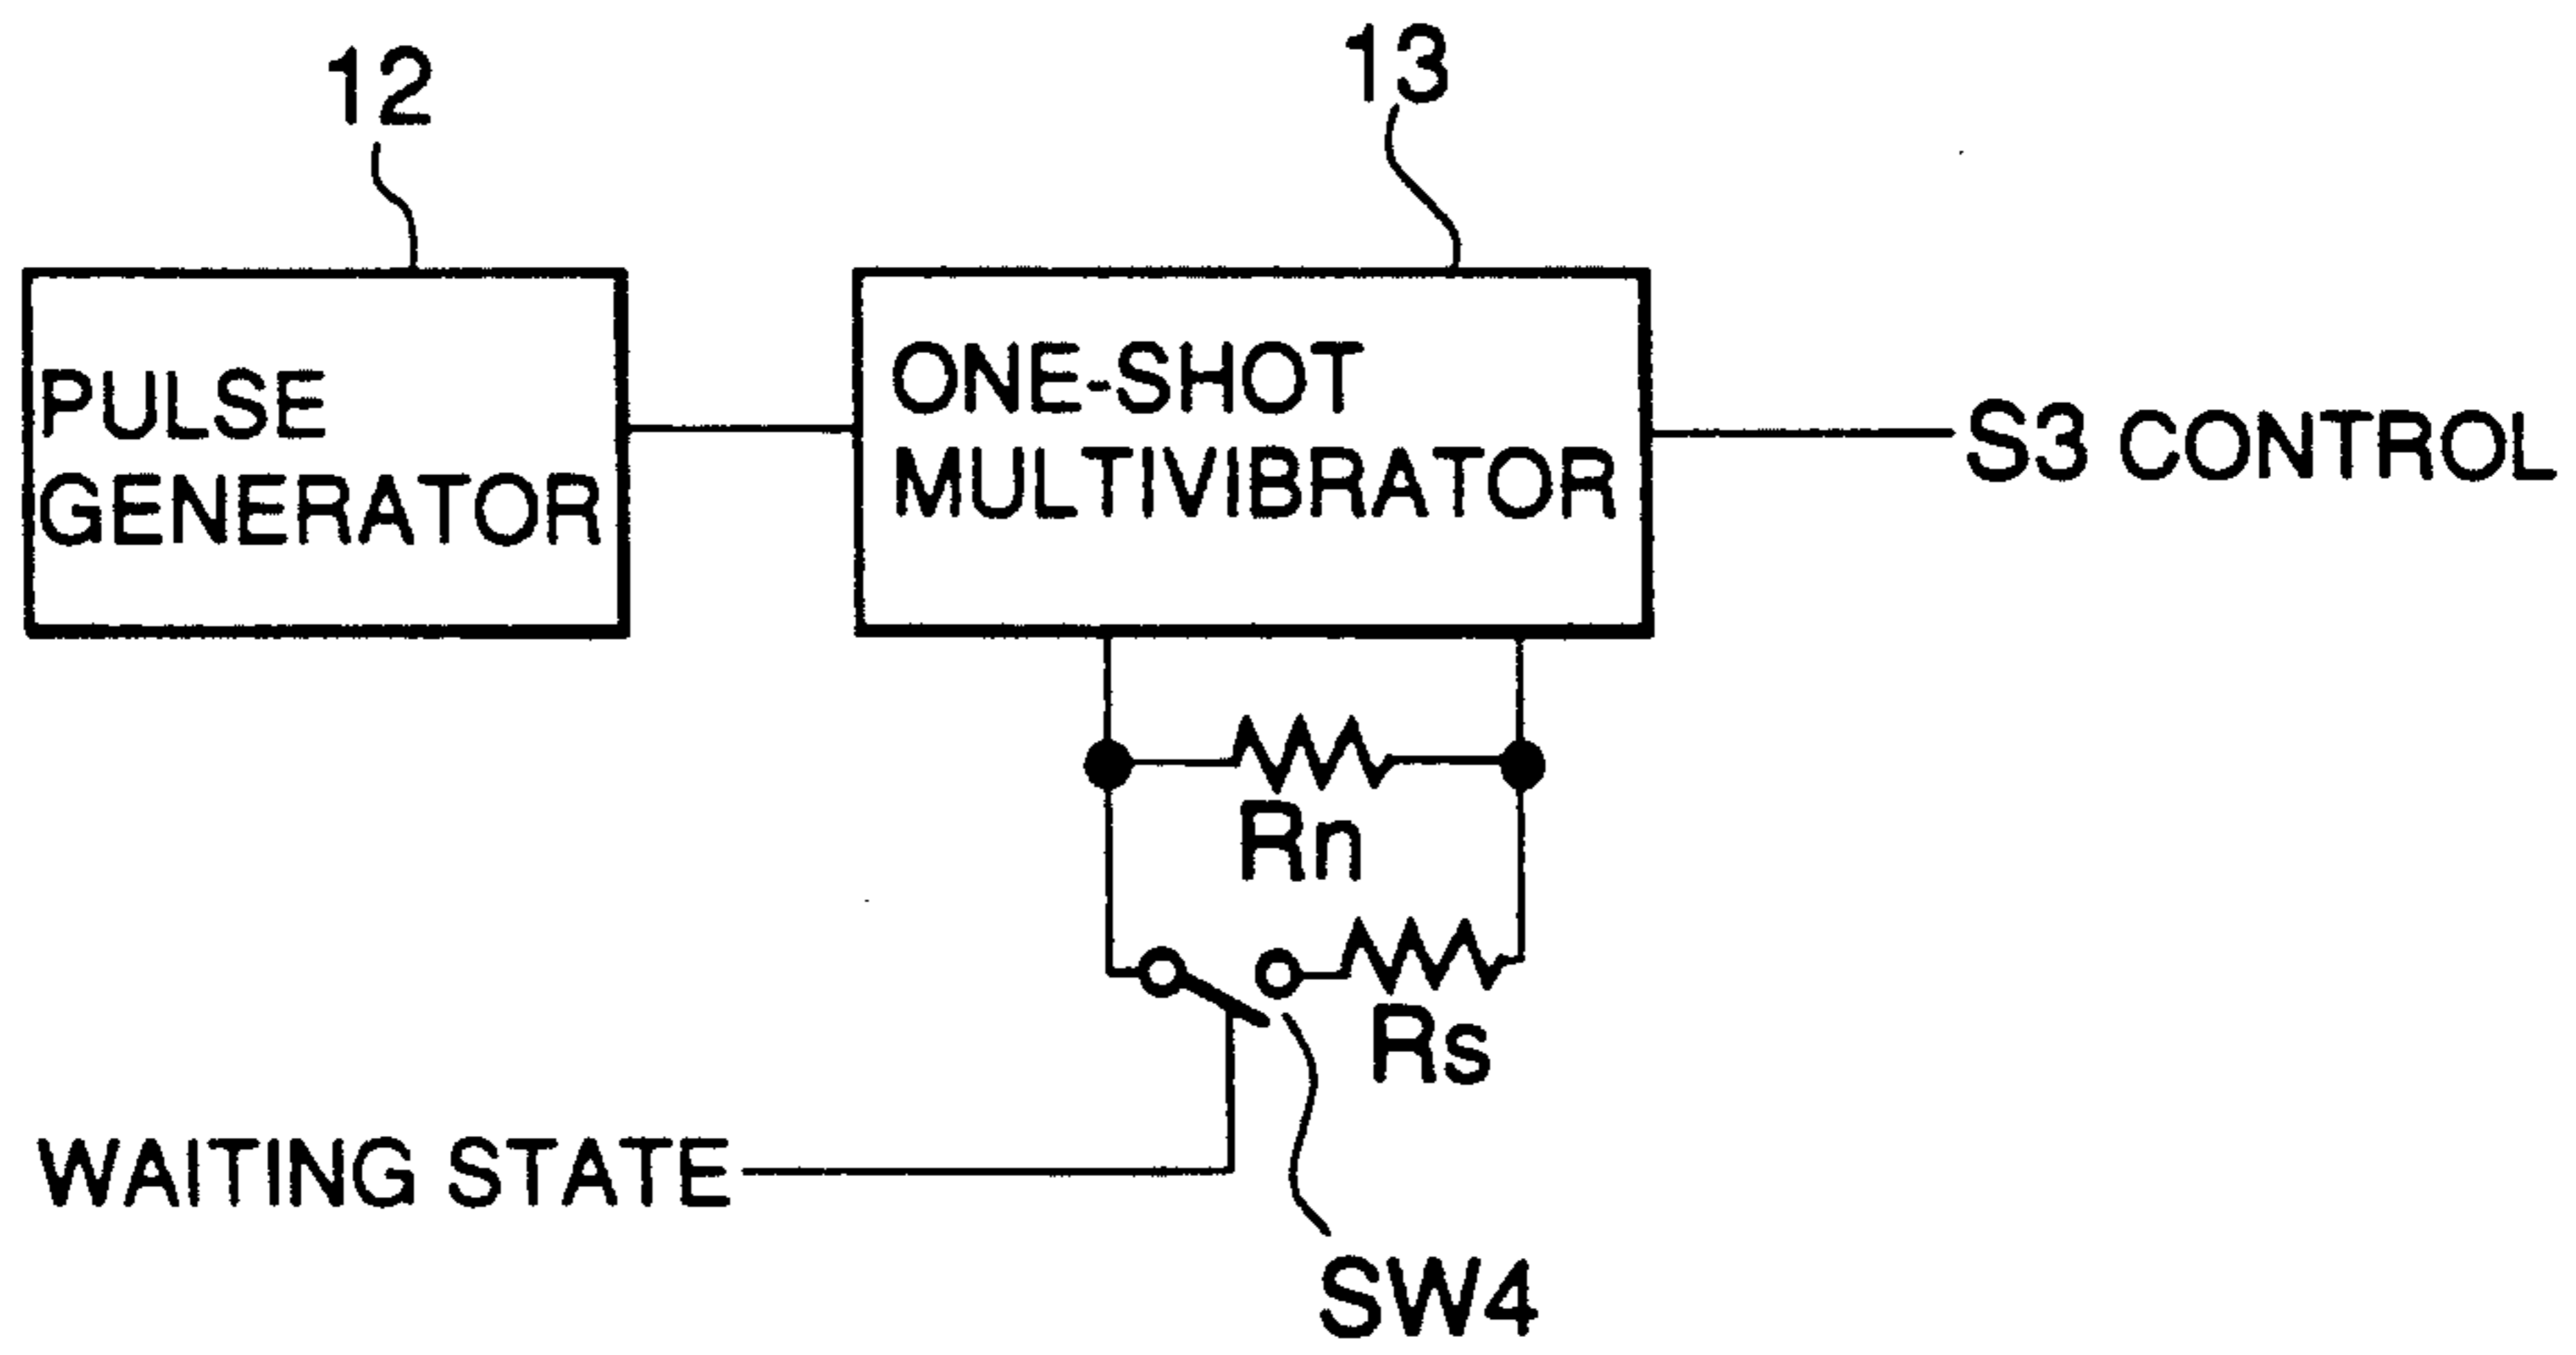 12
13
PULSE
GENERATOR
ONE-SHOT
MULTIVIBRATOR
S3 CONTROL
Rn
Rs
WAITING STATE
SW4